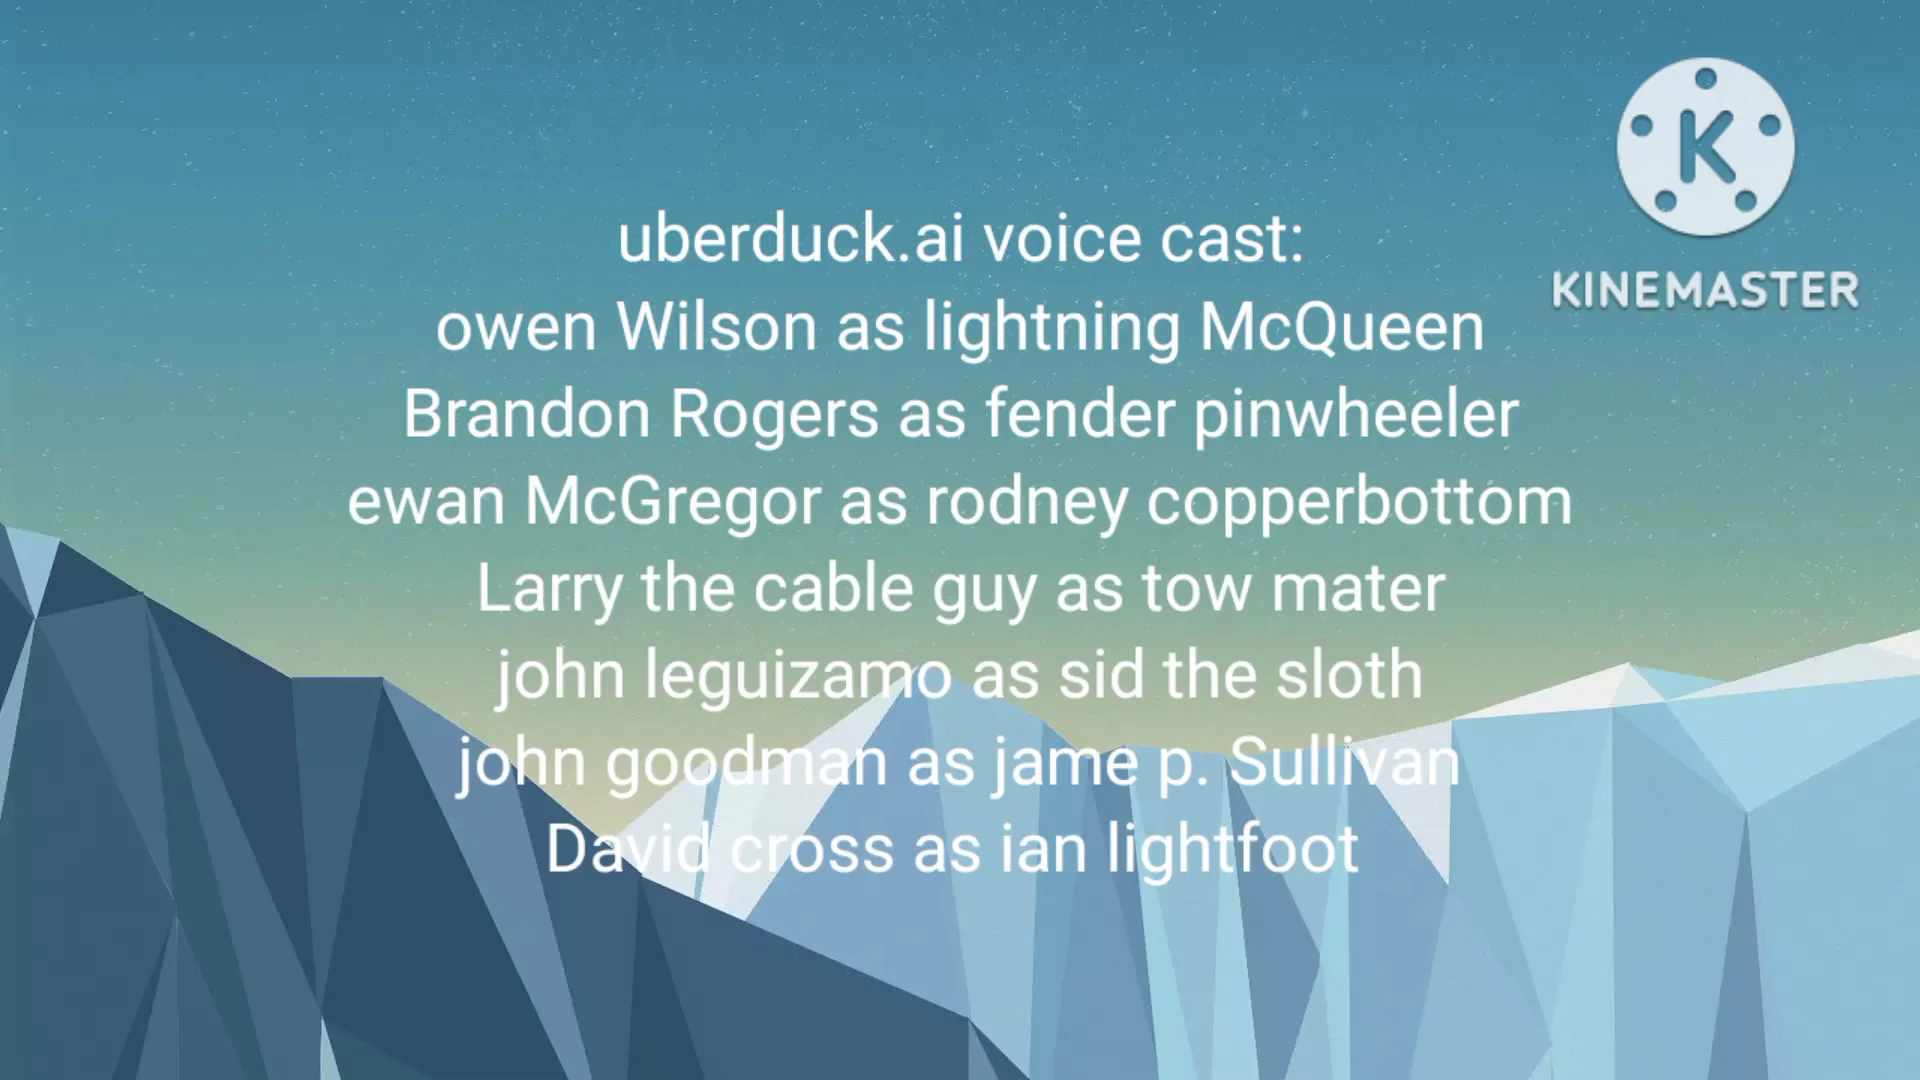 K
KINEMASTER
uberduck.ai voice cast:
owen Wilson as lightning McQueen
Brandon Rogers as fender pinwheeler
ewan McGregor as rodney copperbottom
Larry the cable guy as tow mater
john leguizamo as sid the sloth
john goodman as jame p. Sullivan
David cross as ian lightfoot